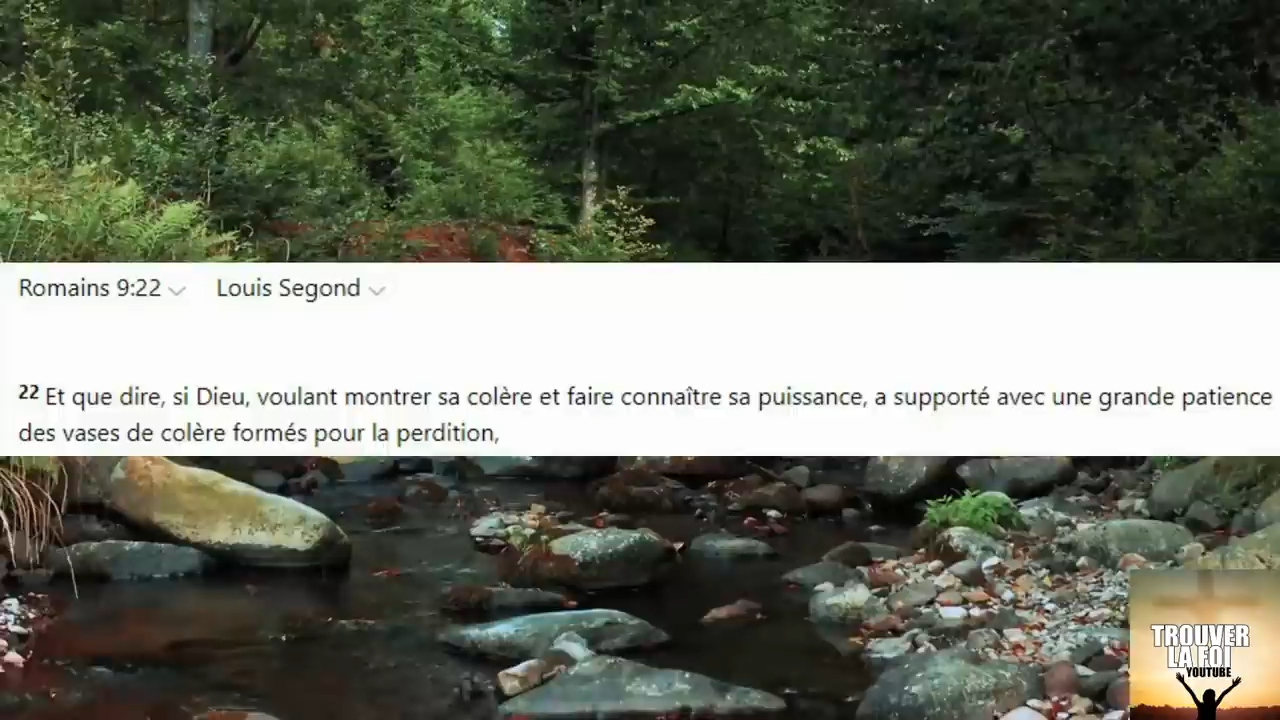 Romains 9:22 Louis Segond
22 Et que dire, si Dieu, voulant montrer sa colère et faire connaître sa puissance, a supporté avec une grande patience
des vases de colère formés pour la perdition,
TROUVER
LA FOI
YOUTUBE